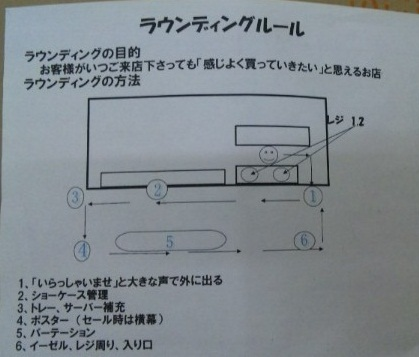 ラウンディングルール
ラウンディングの目的
お客様がいつご来店下さっても「感じよく買っていきたい」と思えるお店
ラウンディングの方法
レジ 1.2
③
②
①
④
5
⑥
1、「いらっしゃいませ」と大きな声で外に出る
2、ショーケース管理
3、トレー、サーバー補充
4、ポスター(セール時は横幕)
5、パーテーション
6、イーゼル、レジ周り、入り口